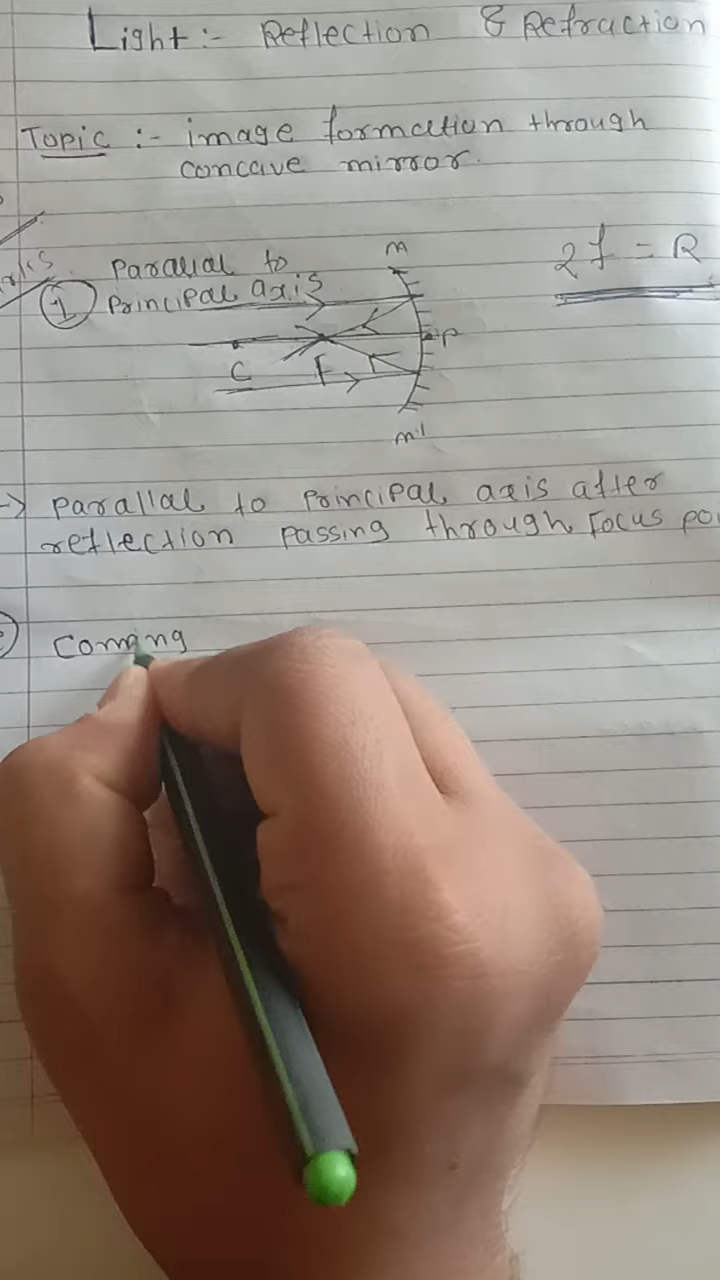 Light :- Reflection & Refraction
Topic :- image formation through
concave mirror.
M
2f = R
① Parallal to
Principal axis
P
C F
M'
→ Parallal to Principal axis after
reflection passing through Focus
Coming